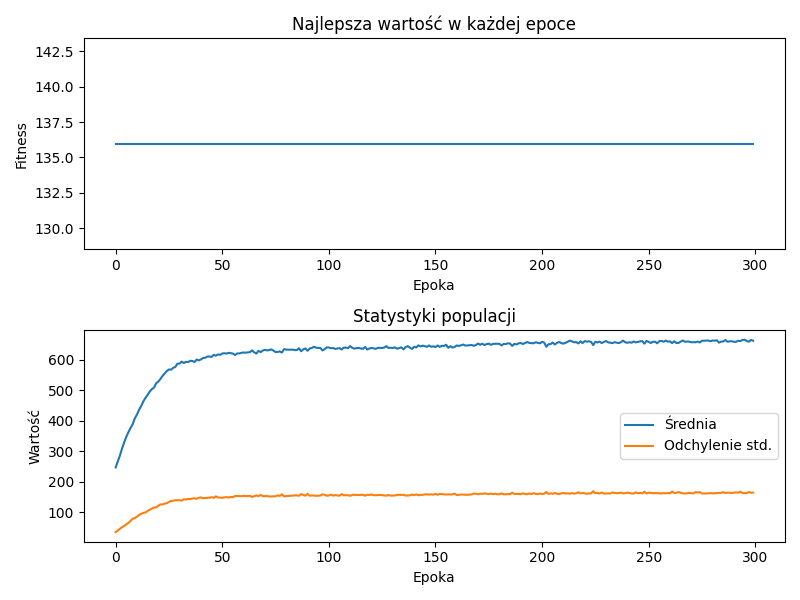 Najlepsza wartość w każdej epoce
142.5
140.0
137.5
135.0
132.5
130.0
Fitness
0 50 100 150 200 250 300
Epoka
Statystyki populacji
600
500
400
300
200
100
Wartość
Średnia
Odchylenie std.
0 50 100 150 200 250 300
Epoka